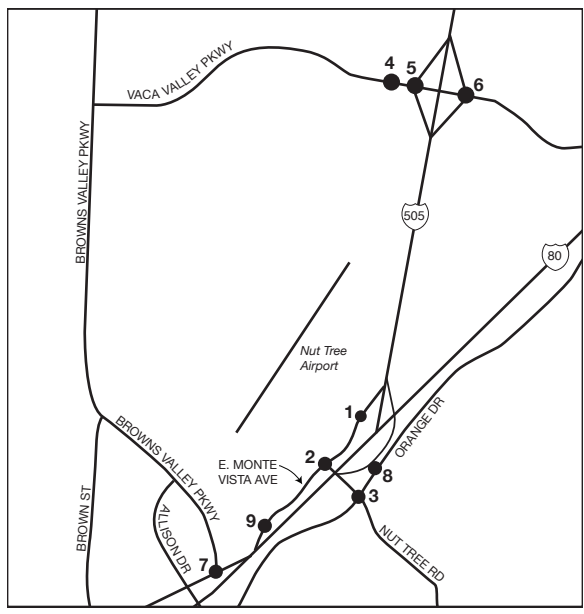 VACA VALLEY PKWY
4
5
6
BROWNS VALLEY PKWY
505
80
Nut Tree
Airport
1
ORANGE DR
BROWNS VALLEY PKWY
E. MONTE
VISTA AVE
2
8
3
BROWN ST
ALLISON DR
9
NUT TREE RD
7